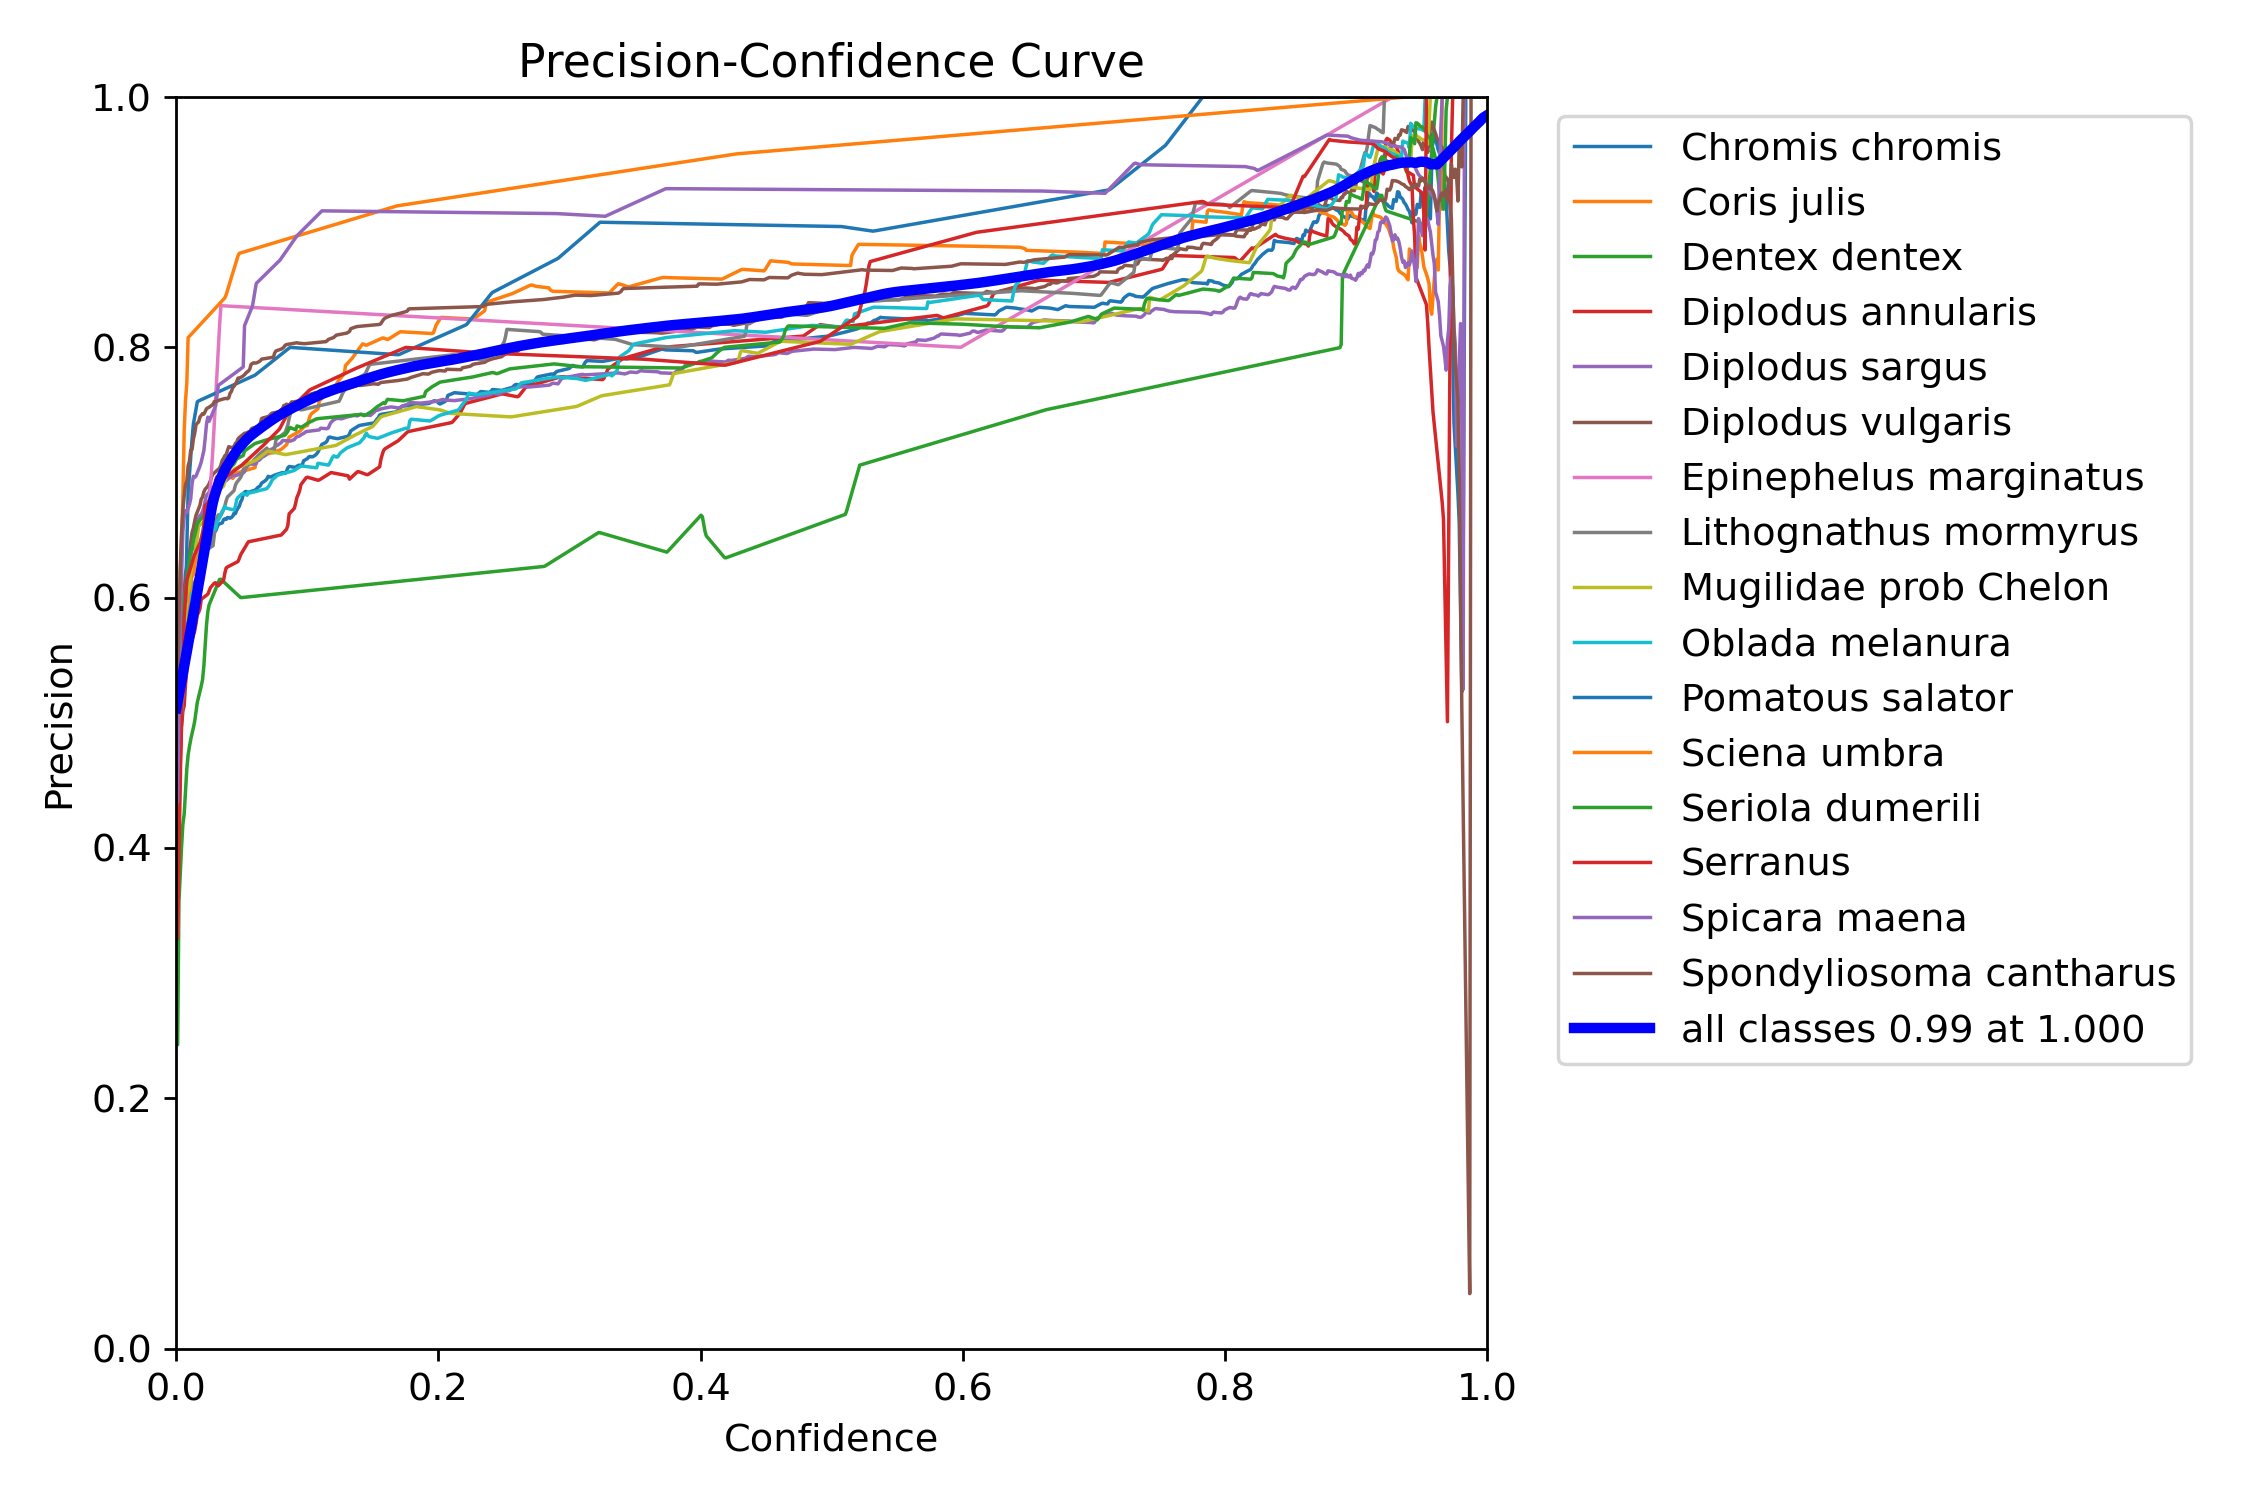 Precision-Confidence Curve
1.0
0.8
0.6
0.4
0.2
0.0
Precision
0.0 0.2 0.4 0.6 0.8 1.0
Confidence
Chromis chromis
Coris julis
Dentex dentex
Diplodus annularis
Diplodus sargus
Diplodus vulgaris
Epinephelus marginatus
Lithognathus mormyrus
Mugilidae prob Chelon
Oblada melanura
Pomatous salator
Sciena umbra
Seriola dumerili
Serranus
Spicara maena
Spondyliosoma cantharus
all classes 0.99 at 1.000